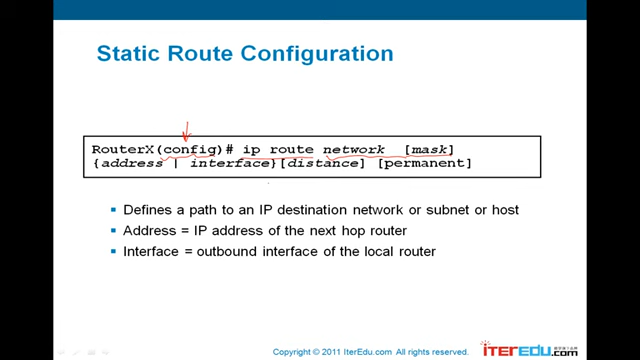 Static Route Configuration
RouterX(config)# ip route network [mask]
{address | interface}[distance] [permanent]
Defines a path to an IP destination network or subnet or host
Address = IP address of the next hop router
Interface = outbound interface of the local router
Copyright © 2011 IterEdu.com All rights reserved.
iTEREDU.com